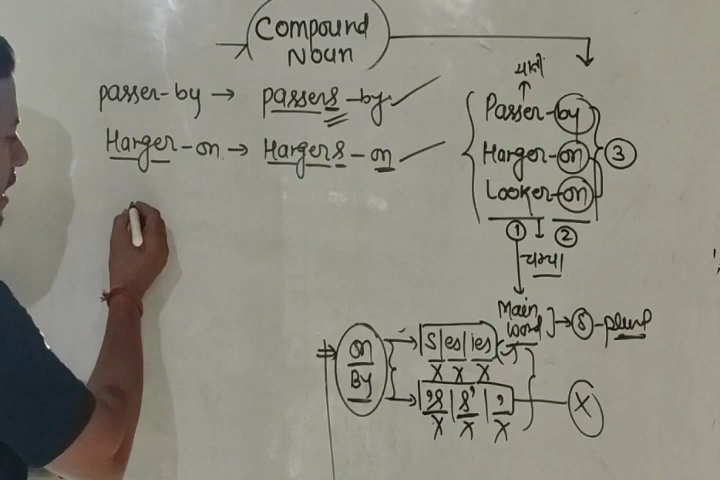 Compound
Noun
passer-by → passers-by
Harger-on → Hargers-on
यात्री
Passer-by
Harger-on
Looker-on
③
① ②
चश्मा
Main
word → Ⓢ-plural
on
By
S|es|ies
X X X
's|s'|'
X X X
X